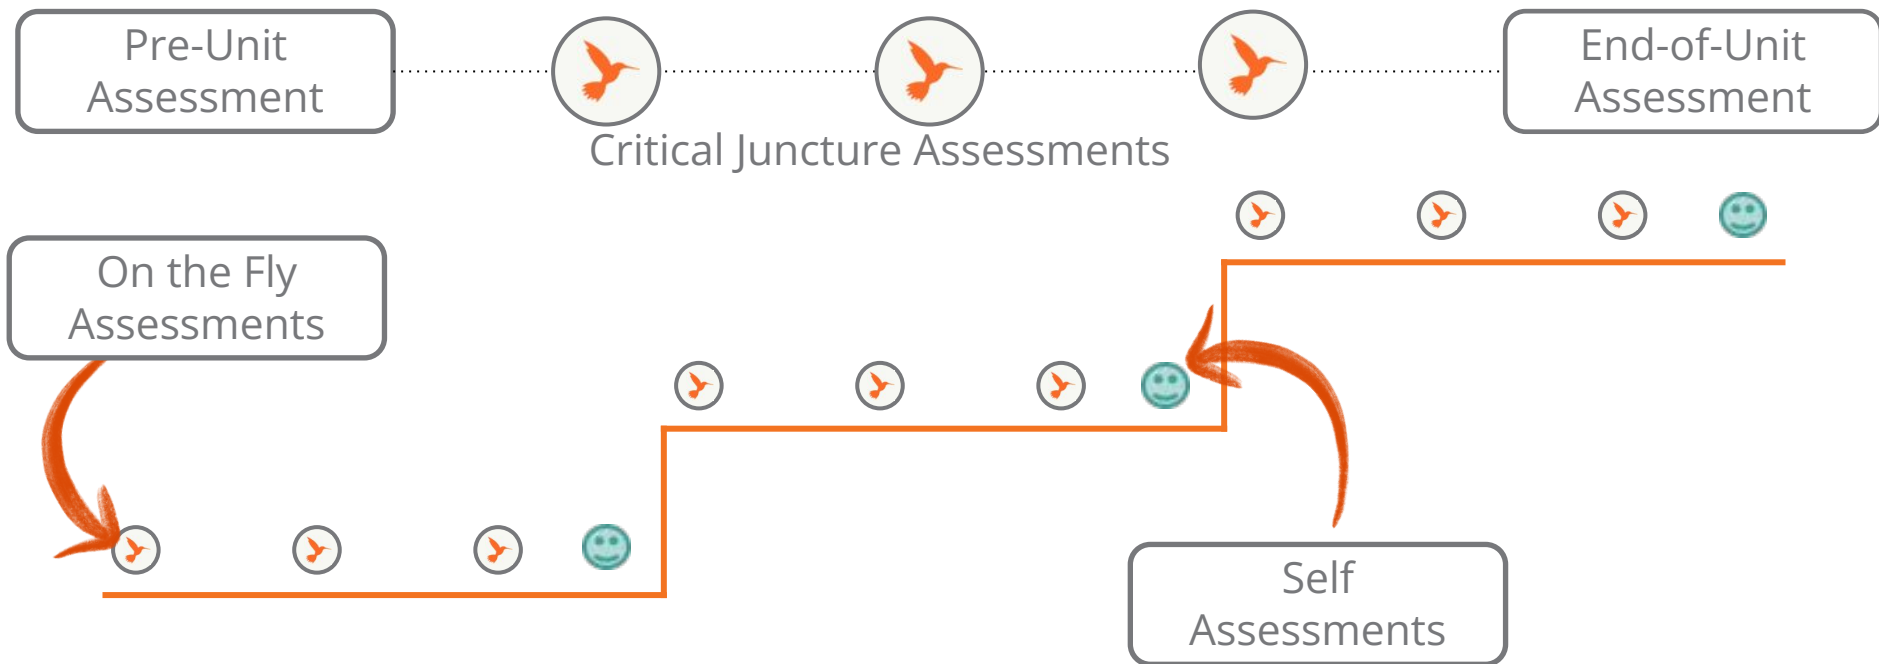 Pre-Unit
Assessment
End-of-Unit
Assessment
Critical Juncture Assessments
On the Fly
Assessments
Self
Assessments